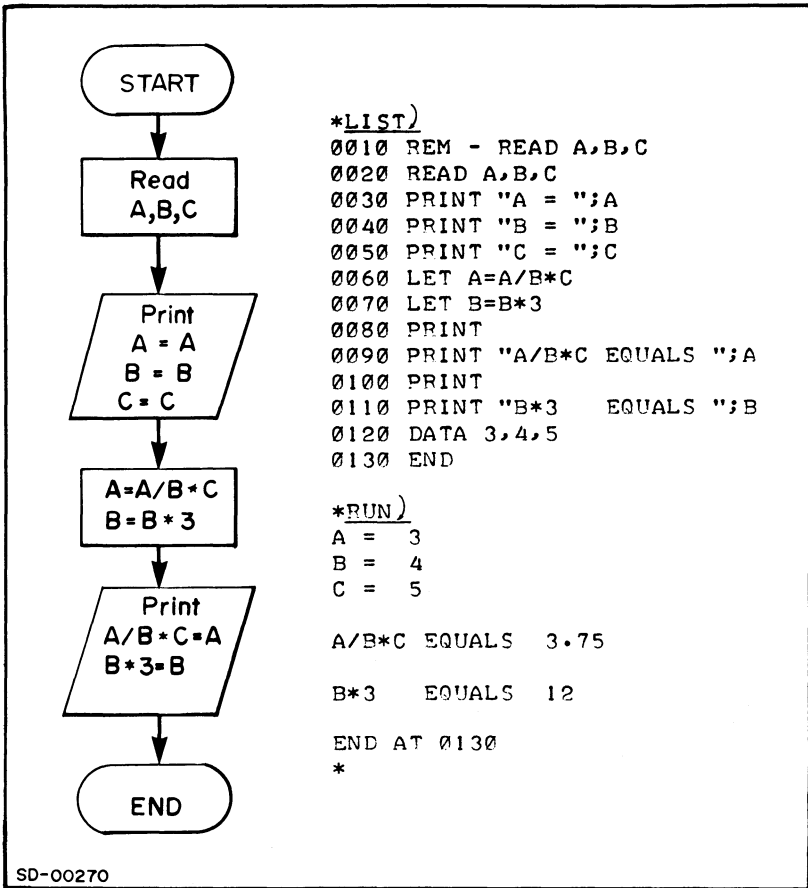 START
Read
A,B,C
Print
A = A
B = B
C = C
A=A/B*C
B=B*3
Print
A/B*C=A
B*3=B
END
*LIST)
0010 REM - READ A,B,C
0020 READ A,B,C
0030 PRINT "A = ";A
0040 PRINT "B = ";B
0050 PRINT "C = ";C
0060 LET A=A/B*C
0070 LET B=B*3
0080 PRINT
0090 PRINT "A/B*C EQUALS ";A
0100 PRINT
0110 PRINT "B*3   EQUALS ";B
0120 DATA 3,4,5
0130 END
*RUN)
A =  3
B =  4
C =  5
A/B*C EQUALS  3.75
B*3   EQUALS  12
END AT 0130
*
SD-00270